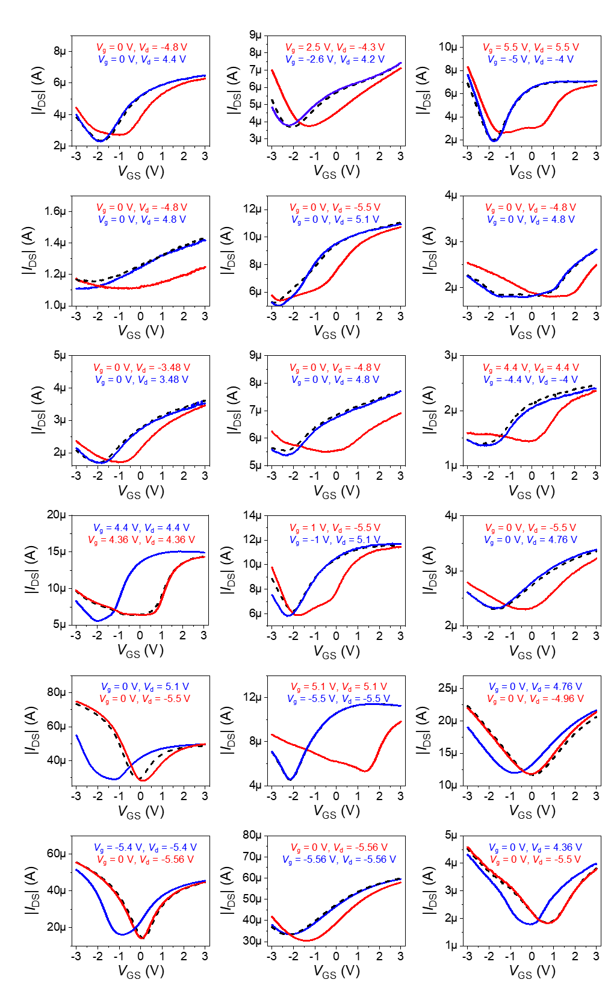 9μ
8μ
Vg = 0 V, Vd = -4.8 V
Vg = 2.5 V, Vd = -4.3 V
10μ
Vg = 5.5 V, Vd = 5.5 V
Vg = 0 V, Vd = 4.4 V
8μ
Vg = -2.6 V, Vd = 4.2 V
Vg = -5 V, Vd = -4 V
|IDS| (A)
6μ
|IDS| (A)
7μ
|IDS| (A)
8μ
6μ
6μ
4μ
5μ
4μ
4μ
2μ
3μ
2μ
-3 -2 -1 0 1 2 3
-3 -2 -1 0 1 2 3
-3 -2 -1 0 1 2 3
VGS (V)
VGS (V)
VGS (V)
1.6μ
Vg = 0 V, Vd = -4.8 V
12μ
Vg = 0 V, Vd = -5.5 V
4μ
Vg = 0 V, Vd = -4.8 V
Vg = 0 V, Vd = 4.8 V
Vg = 0 V, Vd = 5.1 V
Vg = 0 V, Vd = 4.8 V
|IDS| (A)
1.4μ
|IDS| (A)
10μ
|IDS| (A)
3μ
1.2μ
8μ
2μ
1.0μ
6μ
-3 -2 -1 0 1 2 3
-3 -2 -1 0 1 2 3
-3 -2 -1 0 1 2 3
VGS (V)
VGS (V)
VGS (V)
5μ
Vg = 0 V, Vd = -3.48 V
9μ
Vg = 0 V, Vd = -4.8 V
3μ
Vg = 4.4 V, Vd = 4.4 V
Vg = 0 V, Vd = 3.48 V
Vg = 0 V, Vd = 4.8 V
Vg = -4.4 V, Vd = -4 V
|IDS| (A)
4μ
|IDS| (A)
8μ
|IDS| (A)
2μ
3μ
7μ
2μ
6μ
5μ
1μ
-3 -2 -1 0 1 2 3
-3 -2 -1 0 1 2 3
-3 -2 -1 0 1 2 3
VGS (V)
VGS (V)
VGS (V)
20μ
Vg = 4.4 V, Vd = 4.4 V
14μ
Vg = 1 V, Vd = -5.5 V
4μ
Vg = 0 V, Vd = -5.5 V
Vg = 4.36 V, Vd = 4.36 V
12μ
Vg = -1 V, Vd = 5.1 V
Vg = 0 V, Vd = 4.76 V
|IDS| (A)
15μ
|IDS| (A)
10μ
|IDS| (A)
3μ
10μ
8μ
5μ
6μ
2μ
-3 -2 -1 0 1 2 3
-3 -2 -1 0 1 2 3
-3 -2 -1 0 1 2 3
VGS (V)
VGS (V)
VGS (V)
80μ
Vg = 0 V, Vd = 5.1 V
12μ
Vg = 5.1 V, Vd = 5.1 V
25μ
Vg = 0 V, Vd = 4.76 V
Vg = 0 V, Vd = -5.5 V
Vg = -5.5 V, Vd = -5.5 V
Vg = 0 V, Vd = -4.96 V
|IDS| (A)
60μ
|IDS| (A)
8μ
|IDS| (A)
20μ
40μ
15μ
4μ
10μ
-3 -2 -1 0 1 2 3
-3 -2 -1 0 1 2 3
-3 -2 -1 0 1 2 3
VGS (V)
VGS (V)
VGS (V)
60μ
Vg = -5.4 V, Vd = -5.4 V
80μ
Vg = 0 V, Vd = -5.56 V
5μ
Vg = 0 V, Vd = 4.36 V
Vg = 0 V, Vd = -5.56 V
70μ
Vg = -5.56 V, Vd = -5.56 V
4μ
Vg = 0 V, Vd = -5.5 V
|IDS| (A)
40μ
|IDS| (A)
60μ
|IDS| (A)
3μ
50μ
20μ
40μ
2μ
30μ
1μ
-3 -2 -1 0 1 2 3
-3 -2 -1 0 1 2 3
-3 -2 -1 0 1 2 3
VGS (V)
VGS (V)
VGS (V)